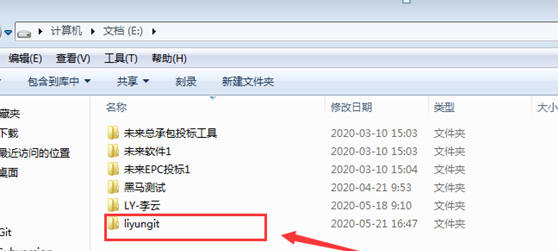 计算机 ▸ 文档 (E:) ▸
编辑(E) 查看(V) 工具(T) 帮助(H)
包含到库中 共享 刻录 新建文件夹
名称 修改日期 类型 大小
未来总承包投标工具 2020-03-10 15:03 文件夹
未来软件1 2020-03-10 15:03 文件夹
未来EPC投标1 2020-03-10 15:04 文件夹
黑马测试 2020-04-21 9:53 文件夹
LY-李云 2020-05-18 9:10 文件夹
liyungit 2020-05-21 16:47 文件夹
藏夹
下载
最近访问的位置
桌面
Git
Subversion